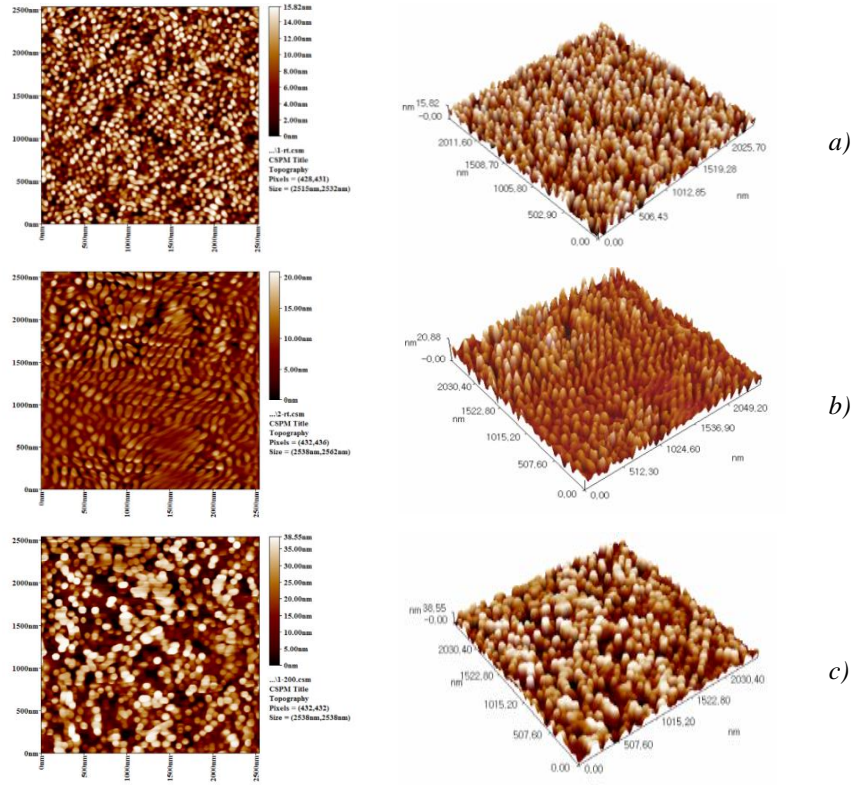 2500nm
2000nm
1500nm
1000nm
500nm
0nm
0nm
500nm
1000nm
1500nm
2000nm
2500nm
15.82nm
14.00nm
12.00nm
10.00nm
8.00nm
6.00nm
4.00nm
2.00nm
0nm
...\1-rt.csm
CSPM Title
Topography
Pixels = (428,431)
Size = (2515nm,2532nm)
nm 15,82
-0,00
2011,60
1508,70
nm
1005,80
502,90
0,00
0,00
506,43
1012,85
nm
1519,28
2025,70
a)
2500nm
2000nm
1500nm
1000nm
500nm
0nm
0nm
500nm
1000nm
1500nm
2000nm
2500nm
20.00nm
15.00nm
10.00nm
5.00nm
0nm
...\2-rt.csm
CSPM Title
Topography
Pixels = (432,436)
Size = (2538nm,2562nm)
20,88
nm
-0,00
2030,40
1522,80
nm
1015,20
507,60
0,00
0,00
512,30
1024,60
nm
1536,90
2049,20
b)
2500nm
2000nm
1500nm
1000nm
500nm
0nm
0nm
500nm
1000nm
1500nm
2000nm
2500nm
38.55nm
35.00nm
30.00nm
25.00nm
20.00nm
15.00nm
10.00nm
5.00nm
0nm
...\1-200.csm
CSPM Title
Topography
Pixels = (432,432)
Size = (2538nm,2538nm)
nm 38,55
-0,00
2030,40
nm 1522,80
1015,20
507,60
0,00
0,00
507,60
1015,20
nm
1522,80
2030,40
c)